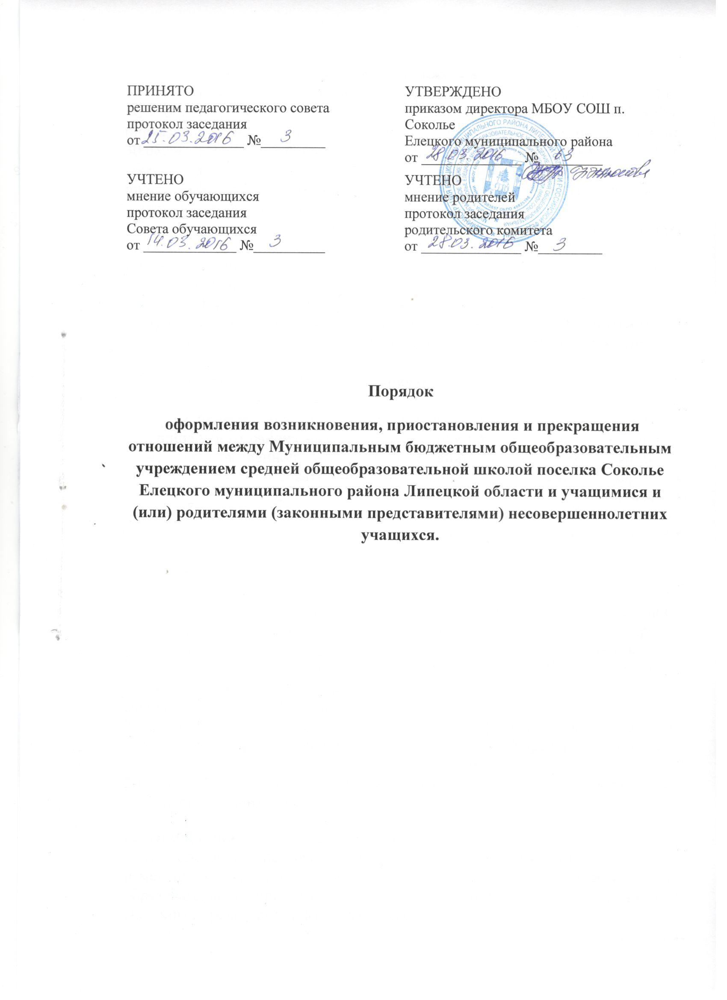 ПРИНЯТО
решеним педагогического совета
протокол заседания
от 25.03.2016 № 3
УЧТЕНО
мнение обучающихся
протокол заседания
Совета обучающихся
от 14.03.2016 № 3
УТВЕРЖДЕНО
приказом директора МБОУ СОШ п.
Соколье
Елецкого муниципального района
от 28.03.2016 № 63
УЧТЕНО
мнение родителей
протокол заседания
родительского комитета
от 28.03.2016 № 3
Порядок
оформления возникновения, приостановления и прекращения
отношений между Муниципальным бюджетным общеобразовательным
учреждением средней общеобразовательной школой поселка Соколье
Елецкого муниципального района Липецкой области и учащимися и
(или) родителями (законными представителями) несовершеннолетних
учащихся.